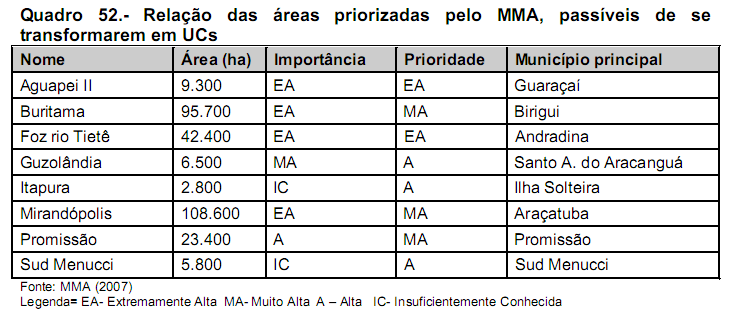 Quadro 52.- Relação das áreas priorizadas pelo MMA, passíveis de se
transformarem em UCs
Nome Área (ha) Importância Prioridade Município principal
Aguapei II 9.300 EA EA Guaraçaí
Buritama 95.700 EA MA Birigui
Foz rio Tietê 42.400 EA EA Andradina
Guzolândia 6.500 MA A Santo A. do Aracanguá
Itapura 2.800 IC A Ilha Solteira
Mirandópolis 108.600 EA MA Araçatuba
Promissão 23.400 A MA Promissão
Sud Menucci 5.800 IC A Sud Menucci
Fonte: MMA (2007)
Legenda= EA- Extremamente Alta MA- Muito Alta A – Alta IC- Insuficientemente Conhecida